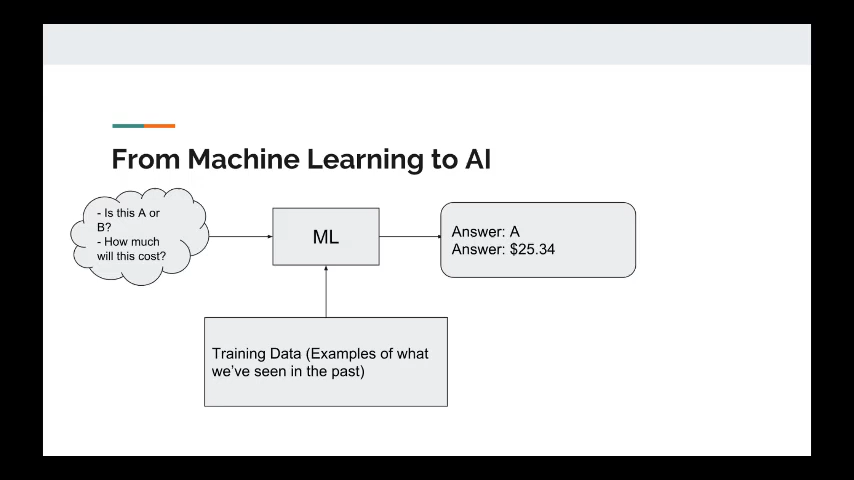 From Machine Learning to AI
- Is this A or
B?
- How much
will this cost?
ML
Answer: A
Answer: $25.34
Training Data (Examples of what
we've seen in the past)